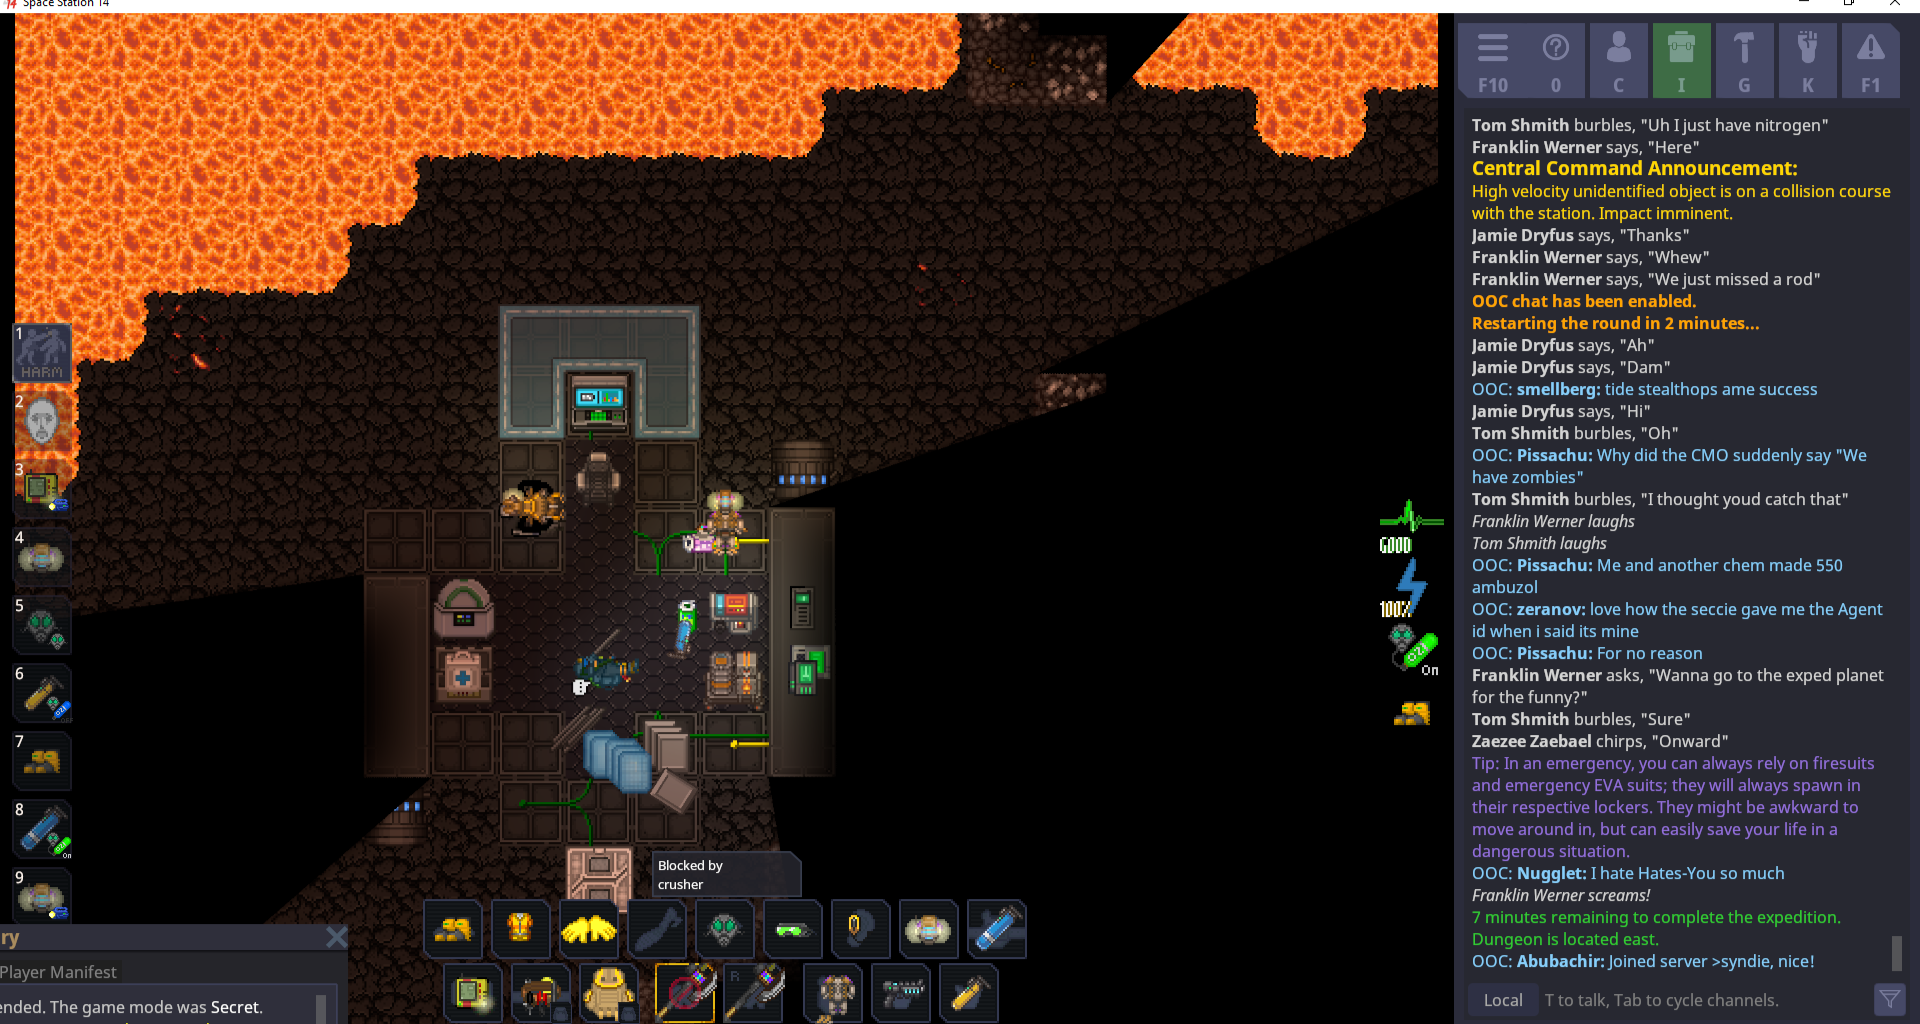 Space Station 14
F10
0
C
I
G
K
F1
Tom Shmith burbles, "Uh I just have nitrogen"
Franklin Werner says, "Here"
Central Command Announcement:
High velocity unidentified object is on a collision course
with the station. Impact imminent.
Jamie Dryfus says, "Thanks"
Franklin Werner says, "Whew"
Franklin Werner says, "We just missed a rod"
OOC chat has been enabled.
Restarting the round in 2 minutes...
Jamie Dryfus says, "Ah"
Jamie Dryfus says, "Dam"
OOC: smellberg: tide stealthops ame success
Jamie Dryfus says, "Hi"
Tom Shmith burbles, "Oh"
OOC: Pissachu: Why did the CMO suddenly say "We
have zombies"
Tom Shmith burbles, "I thought youd catch that"
Franklin Werner laughs
Tom Shmith laughs
OOC: Pissachu: Me and another chem made 550
ambuzol
OOC: zeranov: love how the seccie gave me the Agent
id when i said its mine
OOC: Pissachu: For no reason
Franklin Werner asks, "Wanna go to the exped planet
for the funny?"
Tom Shmith burbles, "Sure"
Zaezee Zaebael chirps, "Onward"
Tip: In an emergency, you can always rely on firesuits
and emergency EVA suits; they will always spawn in
their respective lockers. They might be awkward to
move around in, but can easily save your life in a
dangerous situation.
OOC: Nugglet: I hate Hates-You so much
Franklin Werner screams!
7 minutes remaining to complete the expedition.
Dungeon is located east.
OOC: Abubachir: Joined server >syndie, nice!
Local
T to talk, Tab to cycle channels.
1
HARM
2
3
4
5
6
7
8
On
9
GOOD
100%
On
Blocked by
crusher
R
ry
Player Manifest
ended. The game mode was Secret.